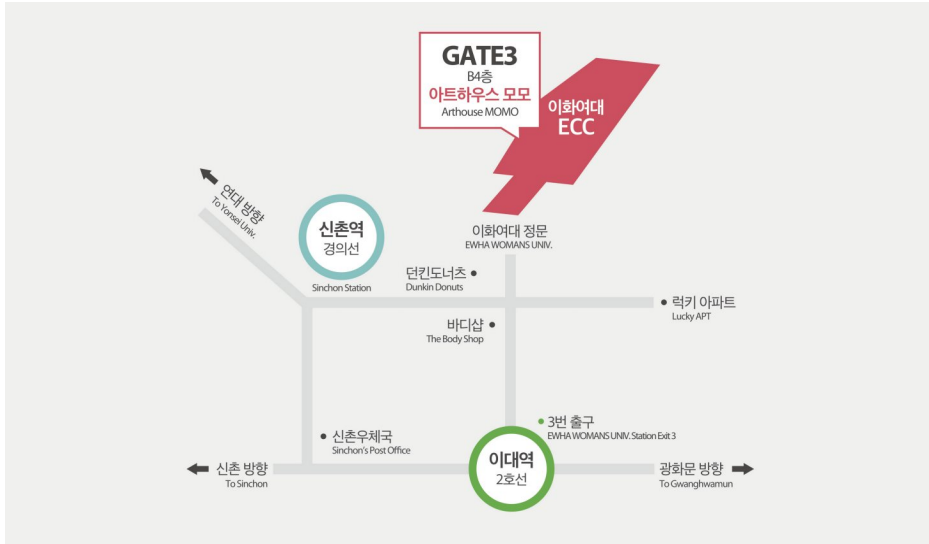 GATE3
B4층
아트하우스 모모
Arthouse MOMO
이화여대
ECC
연대 방향
To Yonsei Univ.
신촌역
경의선
Sinchon Station
이화여대 정문
EWHA WOMANS UNIV.
던킨도너츠
Dunkin Donuts
럭키 아파트
Lucky APT
바디샵
The Body Shop
3번 출구
EWHA WOMANS UNIV. Station Exit 3
신촌우체국
Sinchon's Post Office
이대역
2호선
신촌 방향
To Sinchon
광화문 방향
To Gwanghwamun